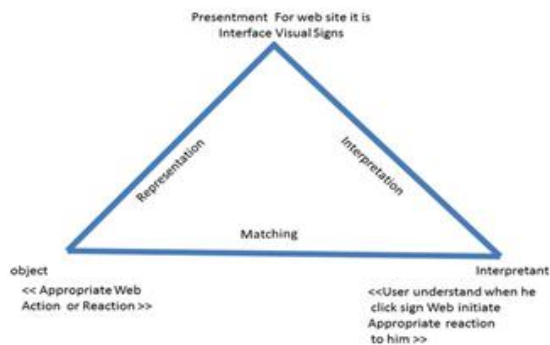 Presentment For web site it is
Interface Visual Signs
Representation
Interpretation
Matching
object
<< Appropriate Web
Action or Reaction >>
Interpretant
<<User understand when he
click sign Web initiate
Appropriate reaction
to him >>